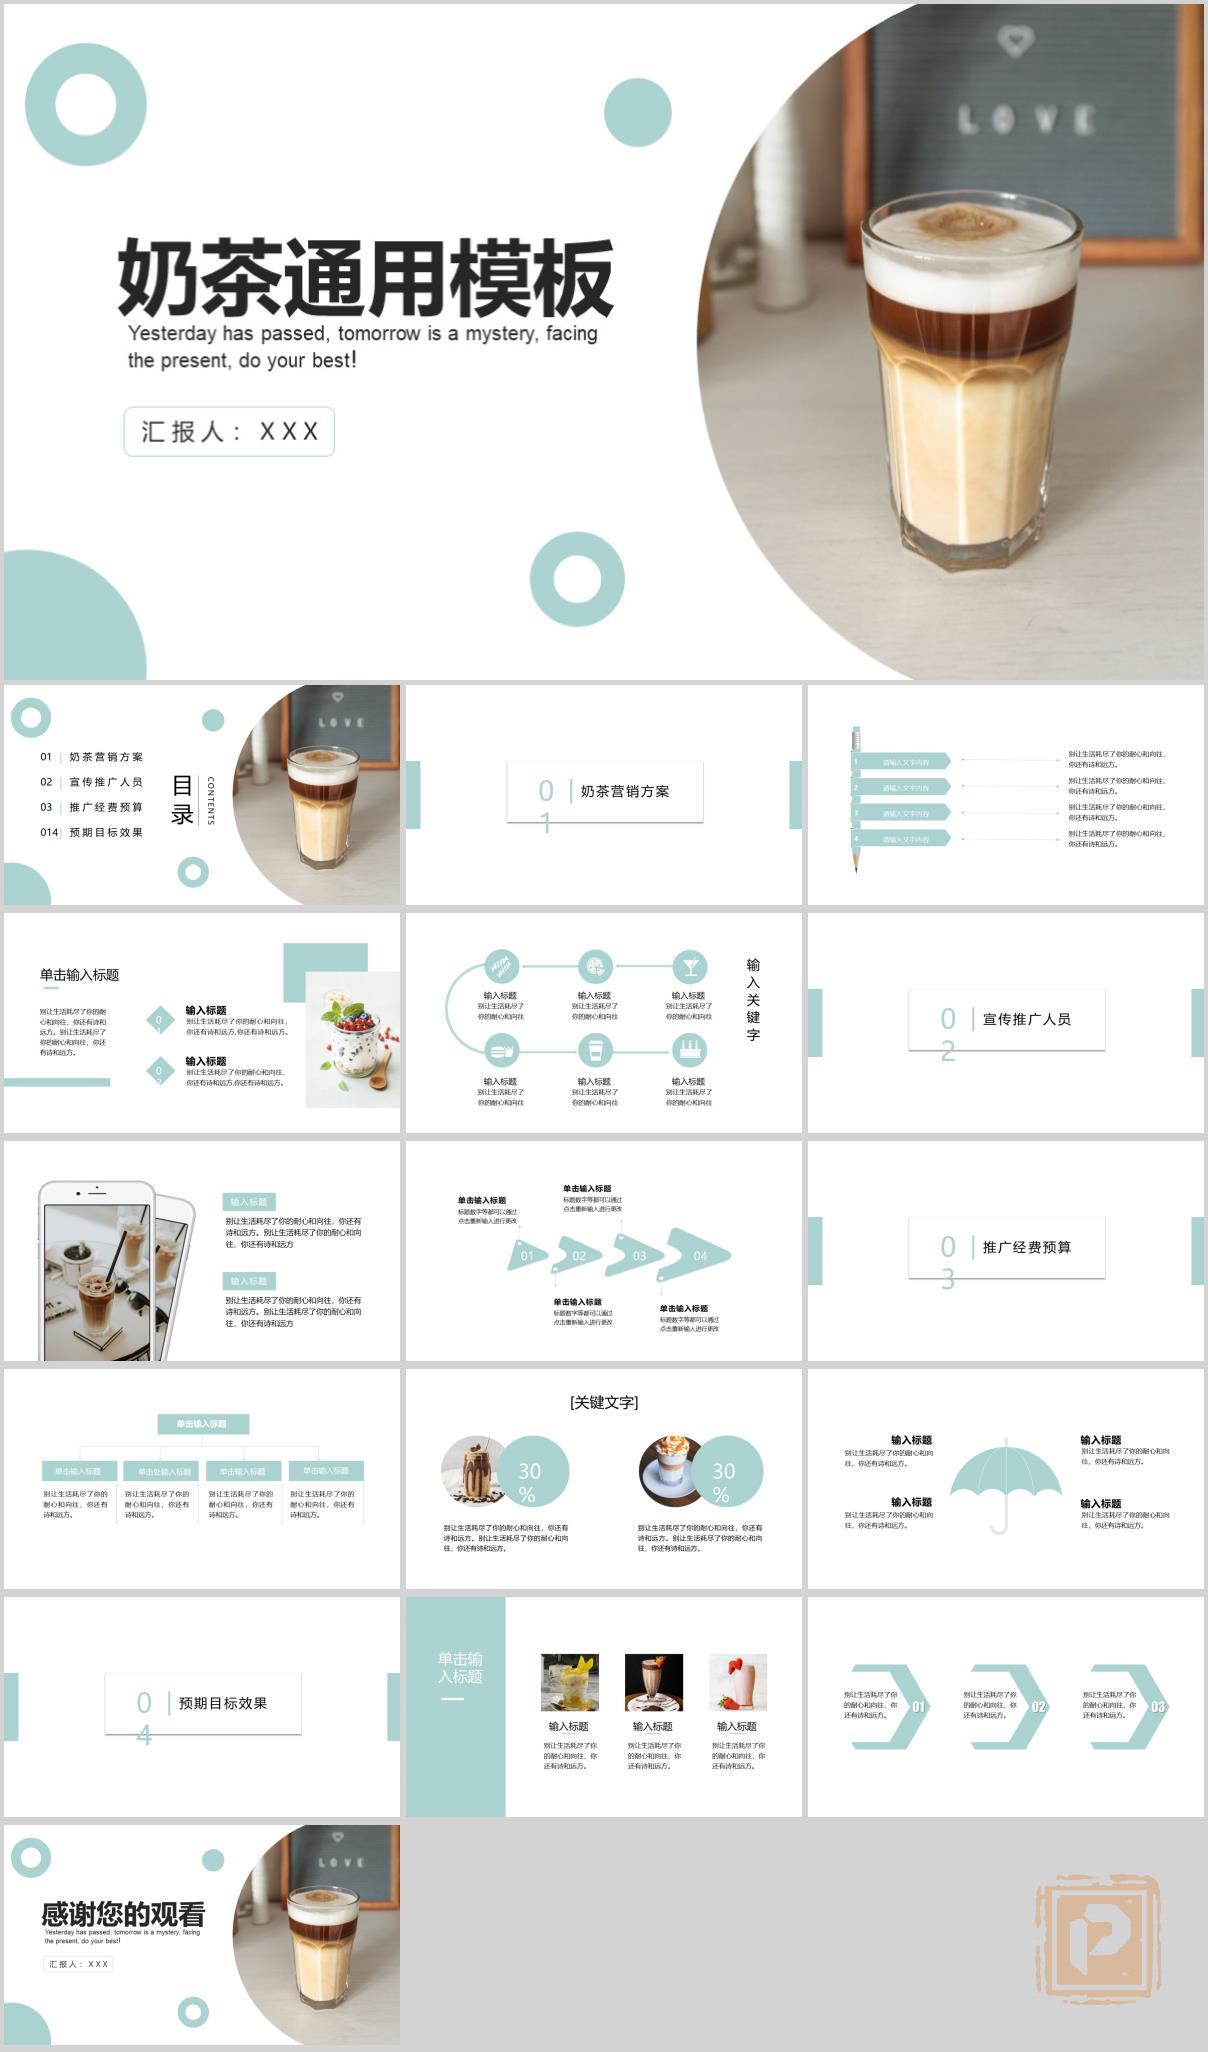 LOVE
奶茶通用模板
Yesterday has passed, tomorrow is a mystery, facing
the present, do your best!
汇报人：XXX
LOVE
01 奶茶营销方案
02 宣传推广人员
03 推广经费预算
014 预期目标效果
目录
CONTENTS
01
奶茶营销方案
1 请输入文字内容
别让生活耗尽了你的耐心和向往，
你还有诗和远方。
2 请输入文字内容
别让生活耗尽了你的耐心和向往，
你还有诗和远方。
3 请输入文字内容
别让生活耗尽了你的耐心和向往，
你还有诗和远方。
4 请输入文字内容
别让生活耗尽了你的耐心和向往，
你还有诗和远方。
单击输入标题
别让生活耗尽了你的耐
心和向往，你还有诗和
远方。别让生活耗尽了
你的耐心和向往，你还
有诗和远方。
0
输入标题
别让生活耗尽了你的耐心和向往，
你还有诗和远方,你还有诗和远方。
0
输入标题
别让生活耗尽了你的耐心和向往，
你还有诗和远方,你还有诗和远方。
输入关键字
输入标题
别让生活耗尽了
你的耐心和向往
输入标题
别让生活耗尽了
你的耐心和向往
输入标题
别让生活耗尽了
你的耐心和向往
输入标题
别让生活耗尽了
你的耐心和向往
输入标题
别让生活耗尽了
你的耐心和向往
输入标题
别让生活耗尽了
你的耐心和向往
02
宣传推广人员
输入标题
别让生活耗尽了你的耐心和向往，你还有
诗和远方。别让生活耗尽了你的耐心和向
往，你还有诗和远方
输入标题
别让生活耗尽了你的耐心和向往，你还有
诗和远方。别让生活耗尽了你的耐心和向
往，你还有诗和远方
单击输入标题
标题数字等都可以通过
点击重新输入进行更改
单击输入标题
标题数字等都可以通过
点击重新输入进行更改
01
02
03
04
单击输入标题
标题数字等都可以通过
点击重新输入进行更改
单击输入标题
标题数字等都可以通过
点击重新输入进行更改
03
推广经费预算
单击输入标题
单击输入标题
别让生活耗尽了你的
耐心和向往，你还有
诗和远方。
单击处输入标题
别让生活耗尽了你的
耐心和向往，你还有
诗和远方。
单击输入标题
别让生活耗尽了你的
耐心和向往，你还有
诗和远方。
单击输入标题
别让生活耗尽了你的
耐心和向往，你还有
诗和远方。
[关键文字]
30
%
别让生活耗尽了你的耐心和向往，你还有
诗和远方。别让生活耗尽了你的耐心和向
往，你还有诗和远方。
30
%
别让生活耗尽了你的耐心和向往，你还有
诗和远方。别让生活耗尽了你的耐心和向
往，你还有诗和远方。
输入标题
别让生活耗尽了你的耐心和向
往，你还有诗和远方。
输入标题
别让生活耗尽了你的耐心和向
往，你还有诗和远方。
输入标题
别让生活耗尽了你的耐心和向
往，你还有诗和远方。
输入标题
别让生活耗尽了你的耐心和向
往，你还有诗和远方。
04
预期目标效果
单击输
入标题
输入标题
别让生活耗尽了你
的耐心和向往，你
还有诗和远方。
输入标题
别让生活耗尽了你
的耐心和向往，你
还有诗和远方。
输入标题
别让生活耗尽了你
的耐心和向往，你
还有诗和远方。
别让生活耗尽了你
的耐心和向往，你
还有诗和远方。
01
别让生活耗尽了你
的耐心和向往，你
还有诗和远方。
02
别让生活耗尽了你
的耐心和向往，你
还有诗和远方。
03
LOVE
感谢您的观看
Yesterday has passed, tomorrow is a mystery, facing
the present, do your best!
汇报人：XXX
P